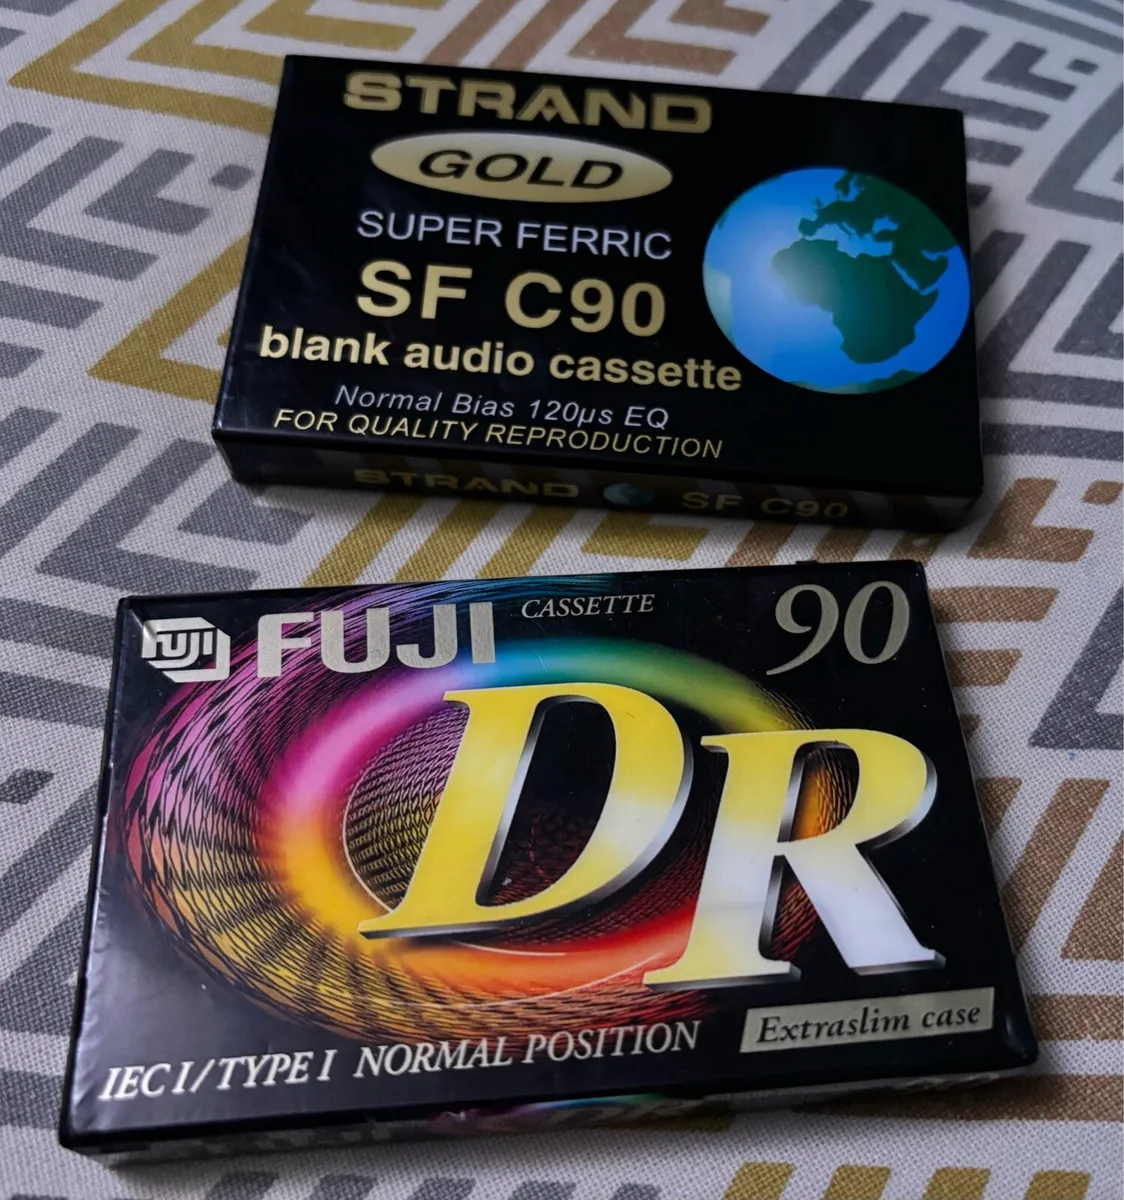 STRAND
GOLD
SUPER FERRIC
SF C90
blank audio cassette
Normal Bias 120µs EQ
FOR QUALITY REPRODUCTION
STRAND SF C90
FUJI FUJI CASSETTE 90
DR
Extraslim case
IEC I/TYPE I NORMAL POSITION